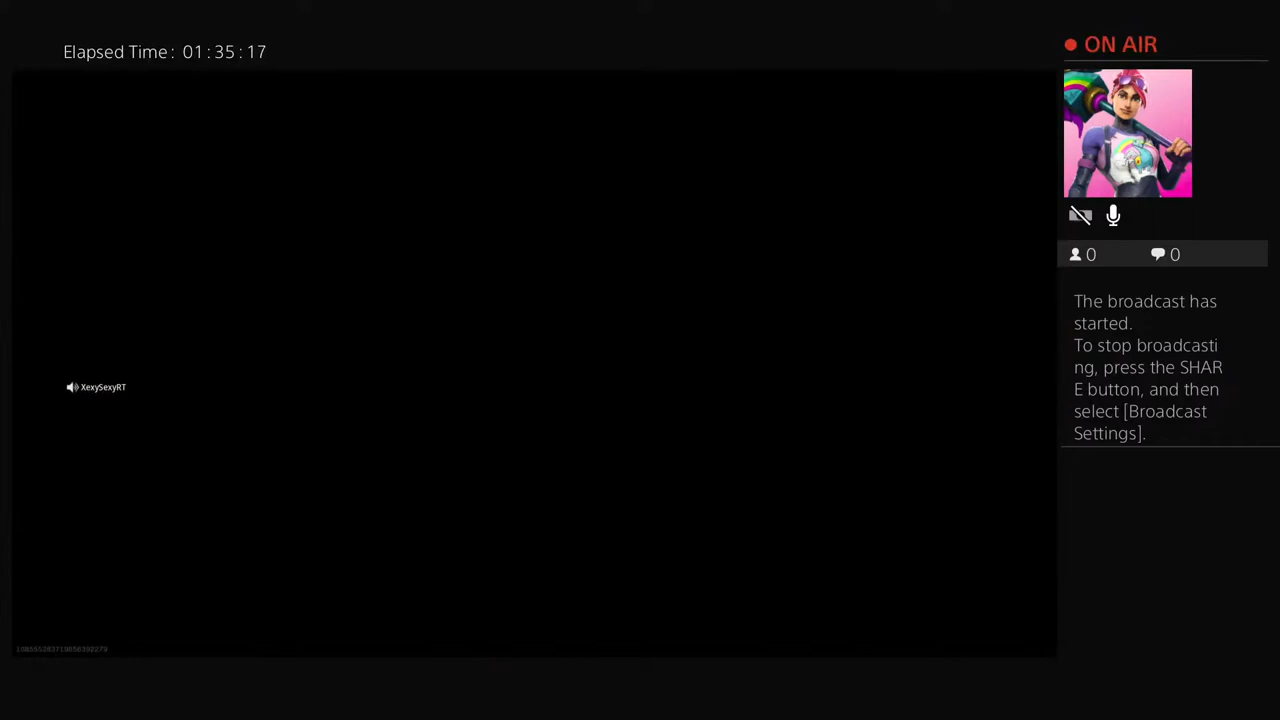 Elapsed Time: 01:35:17
ON AIR
0 0
The broadcast has
started.
To stop broadcasti
ng, press the SHAR
E button, and then
select [Broadcast
Settings].
XexySexyRT